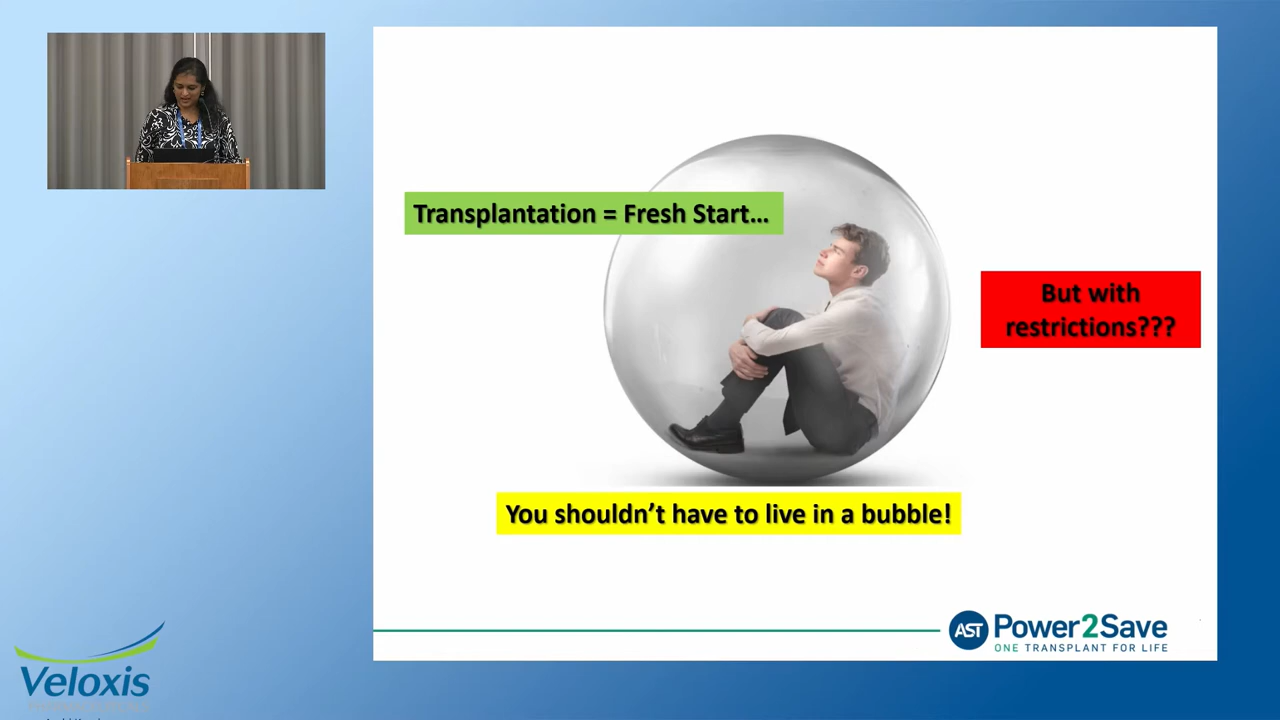 Transplantation = Fresh Start...
But with
restrictions???
You shouldn't have to live in a bubble!
AST Power2Save
ONE TRANSPLANT FOR LIFE
Veloxis